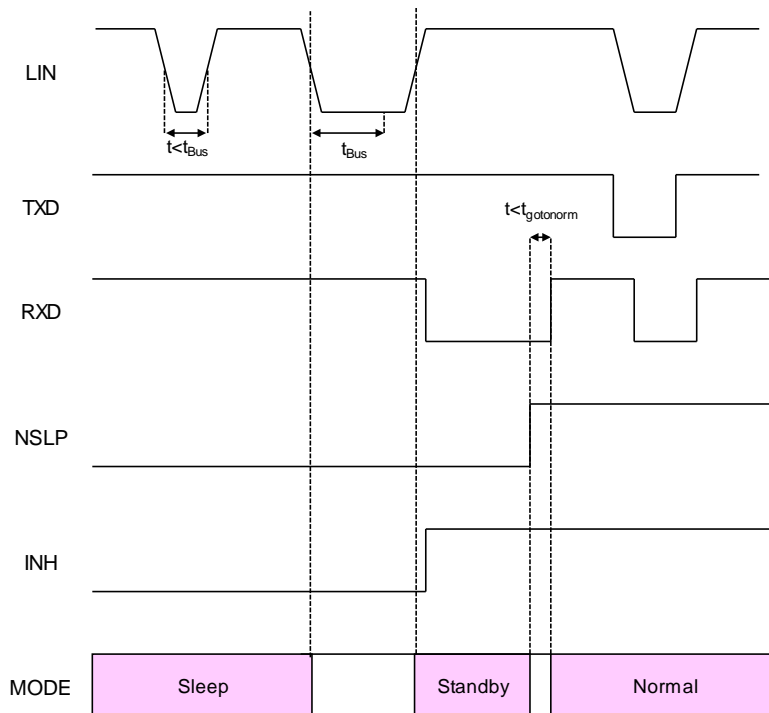 LIN
t<tBus
tBus
TXD
t<tgotonorm
RXD
NSLP
INH
MODE
Sleep
Standby
Normal